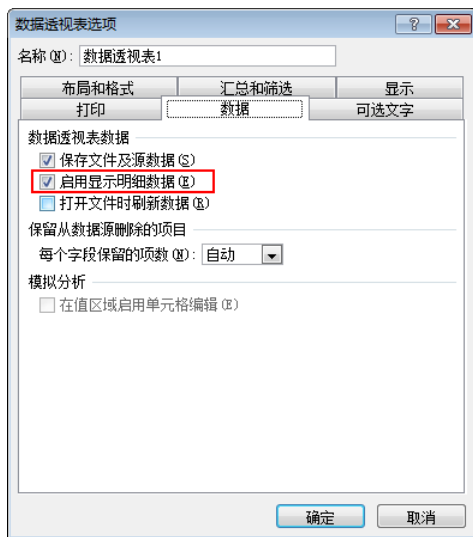 数据透视表选项
名称(N): 数据透视表1
布局和格式 汇总和筛选 显示
打印 数据 可选文字
数据透视表数据
保存文件及源数据(S)
启用显示明细数据(E)
打开文件时刷新数据(R)
保留从数据源删除的项目
每个字段保留的项数(N): 自动
模拟分析
在值区域启用单元格编辑(E)
确定 取消